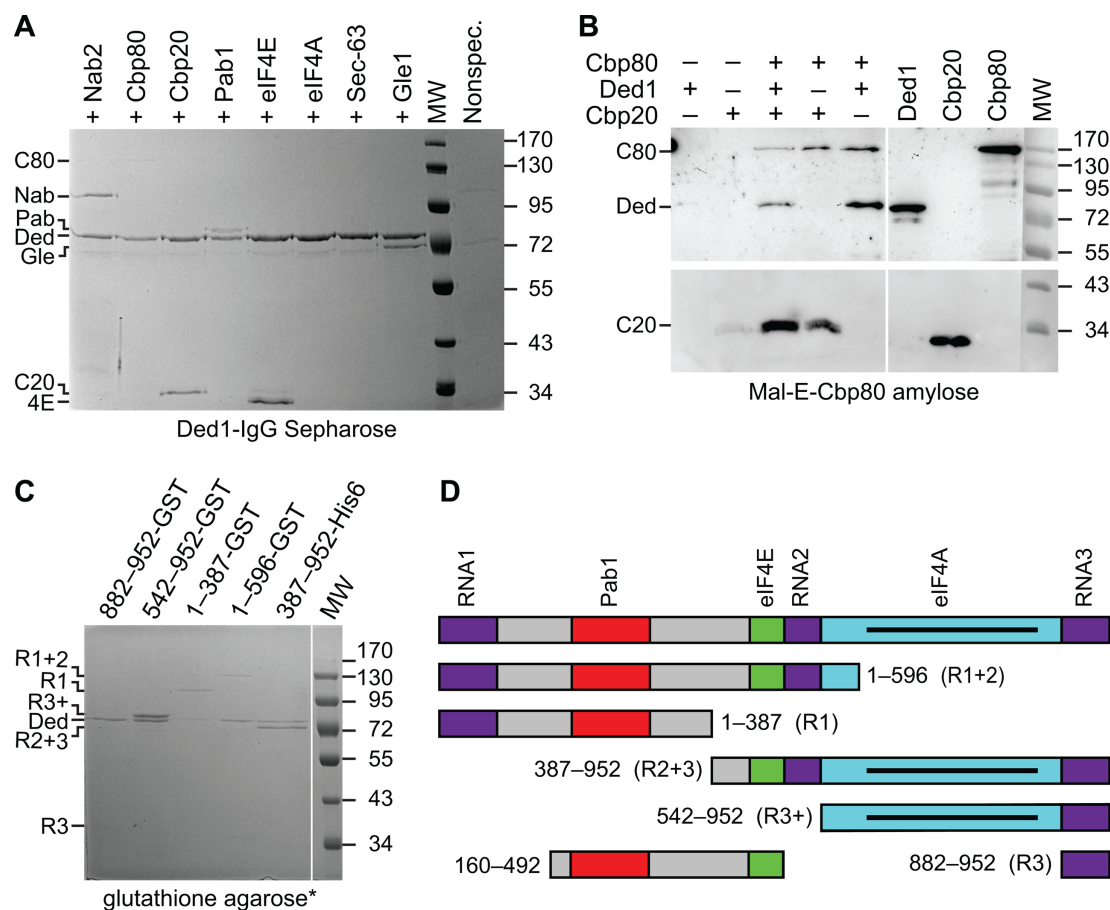 A
+ Nab2
+ Cbp80
+ Cbp20
+ Pab1
+ eIF4E
+ eIF4A
+ Sec-63
+ Gle1
MW
Nonspec.
C80
Nab
Pab
Ded
Gle
C20
4E
170
130
95
72
55
43
34
Ded1-IgG Sepharose
B
Cbp80 – – + + +
Ded1 + – + – +
Cbp20 – + + + –
Ded1
Cbp20
Cbp80
MW
C80
Ded
C20
170
130
95
72
55
43
34
Mal-E-Cbp80 amylose
C
882–952-GST
542–952-GST
1–387-GST
1–596-GST
387–952-His6
MW
R1+2
R1
R3+
Ded
R2+3
R3
170
130
95
72
55
43
34
glutathione agarose*
D
RNA1
Pab1
eIF4E
RNA2
eIF4A
RNA3
1–596 (R1+2)
1–387 (R1)
387–952 (R2+3)
542–952 (R3+)
160–492
882–952 (R3)